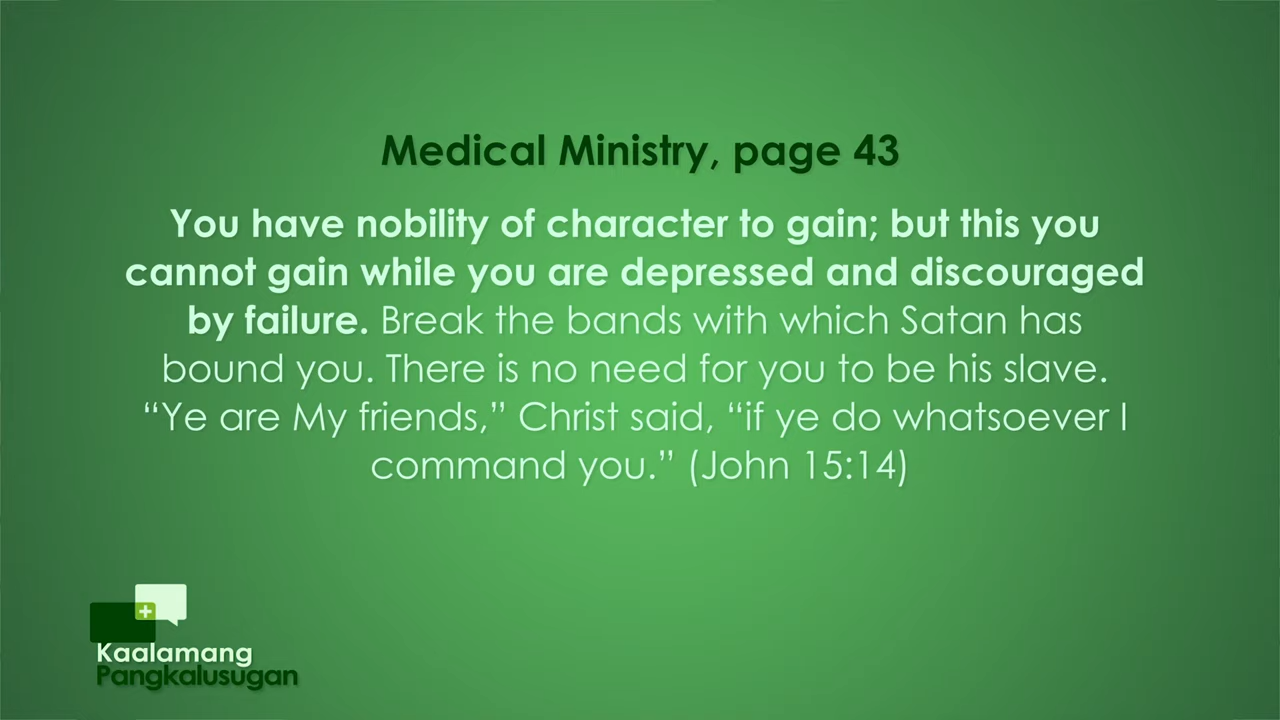 Medical Ministry, page 43
You have nobility of character to gain; but this you
cannot gain while you are depressed and discouraged
by failure. Break the bands with which Satan has
bound you. There is no need for you to be his slave.
“Ye are My friends,” Christ said, “if ye do whatsoever I
command you.” (John 15:14)
Kaalamang
Pangkalusugan